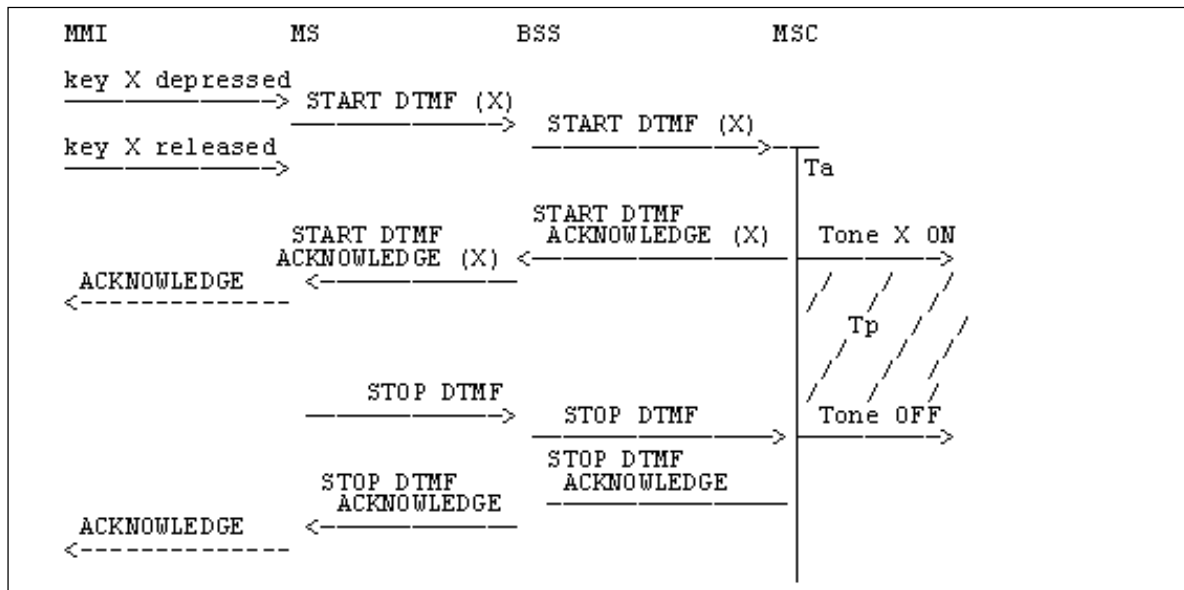 MMI MS BSS MSC
key X depressed
START DTMF (X)
START DTMF (X)
key X released
Ta
START DTMF
ACKNOWLEDGE (X)
Tone X ON
START DTMF
ACKNOWLEDGE (X)
ACKNOWLEDGE
Tp
STOP DTMF
STOP DTMF
Tone OFF
STOP DTMF
ACKNOWLEDGE
STOP DTMF
ACKNOWLEDGE
ACKNOWLEDGE